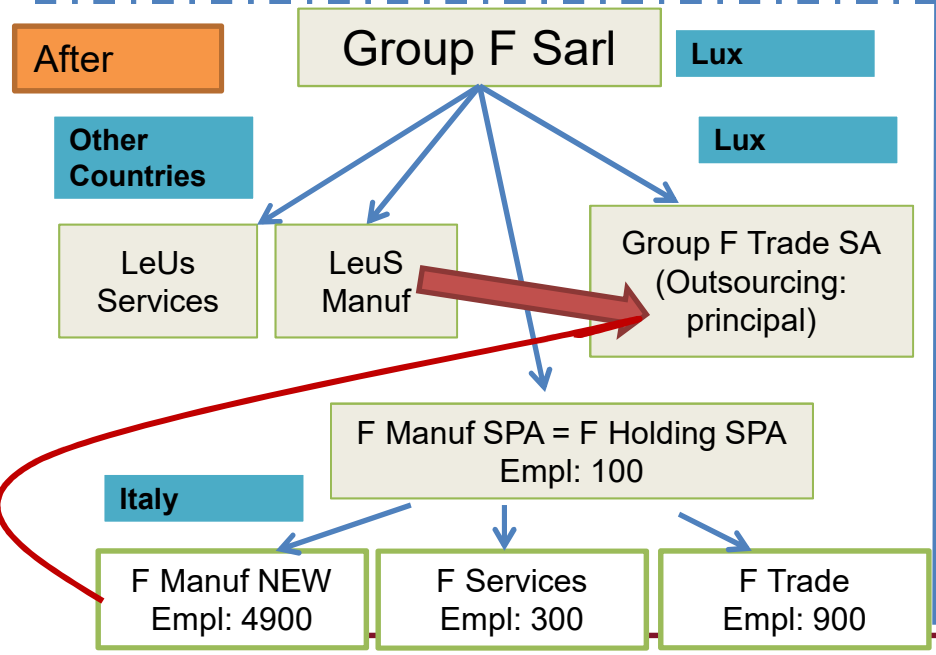 After
Group F Sarl
Lux
Other
Countries
Lux
LeUs
Services
LeuS
Manuf
Group F Trade SA
(Outsourcing:
principal)
F Manuf SPA = F Holding SPA
Empl: 100
Italy
F Manuf NEW
Empl: 4900
F Services
Empl: 300
F Trade
Empl: 900